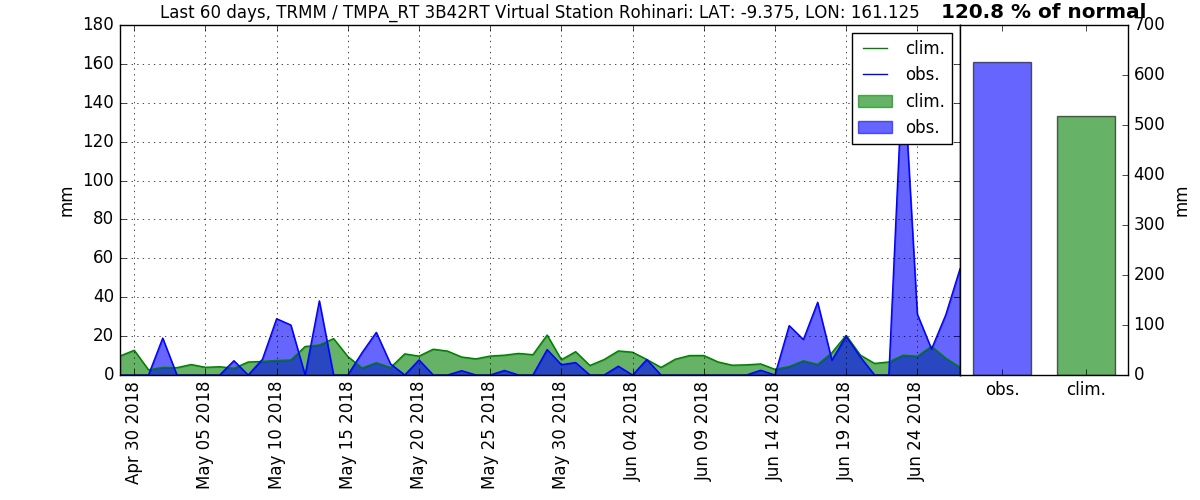 Last 60 days, TRMM / TMPA_RT 3B42RT Virtual Station Rohinari: LAT: -9.375, LON: 161.125
120.8 % of normal
180
160
140
120
100
80
60
40
20
0
mm
clim.
obs.
clim.
obs.
Apr 30 2018
May 05 2018
May 10 2018
May 15 2018
May 20 2018
May 25 2018
May 30 2018
Jun 04 2018
Jun 09 2018
Jun 14 2018
Jun 19 2018
Jun 24 2018
700
600
500
400
300
200
100
0
mm
obs.
clim.